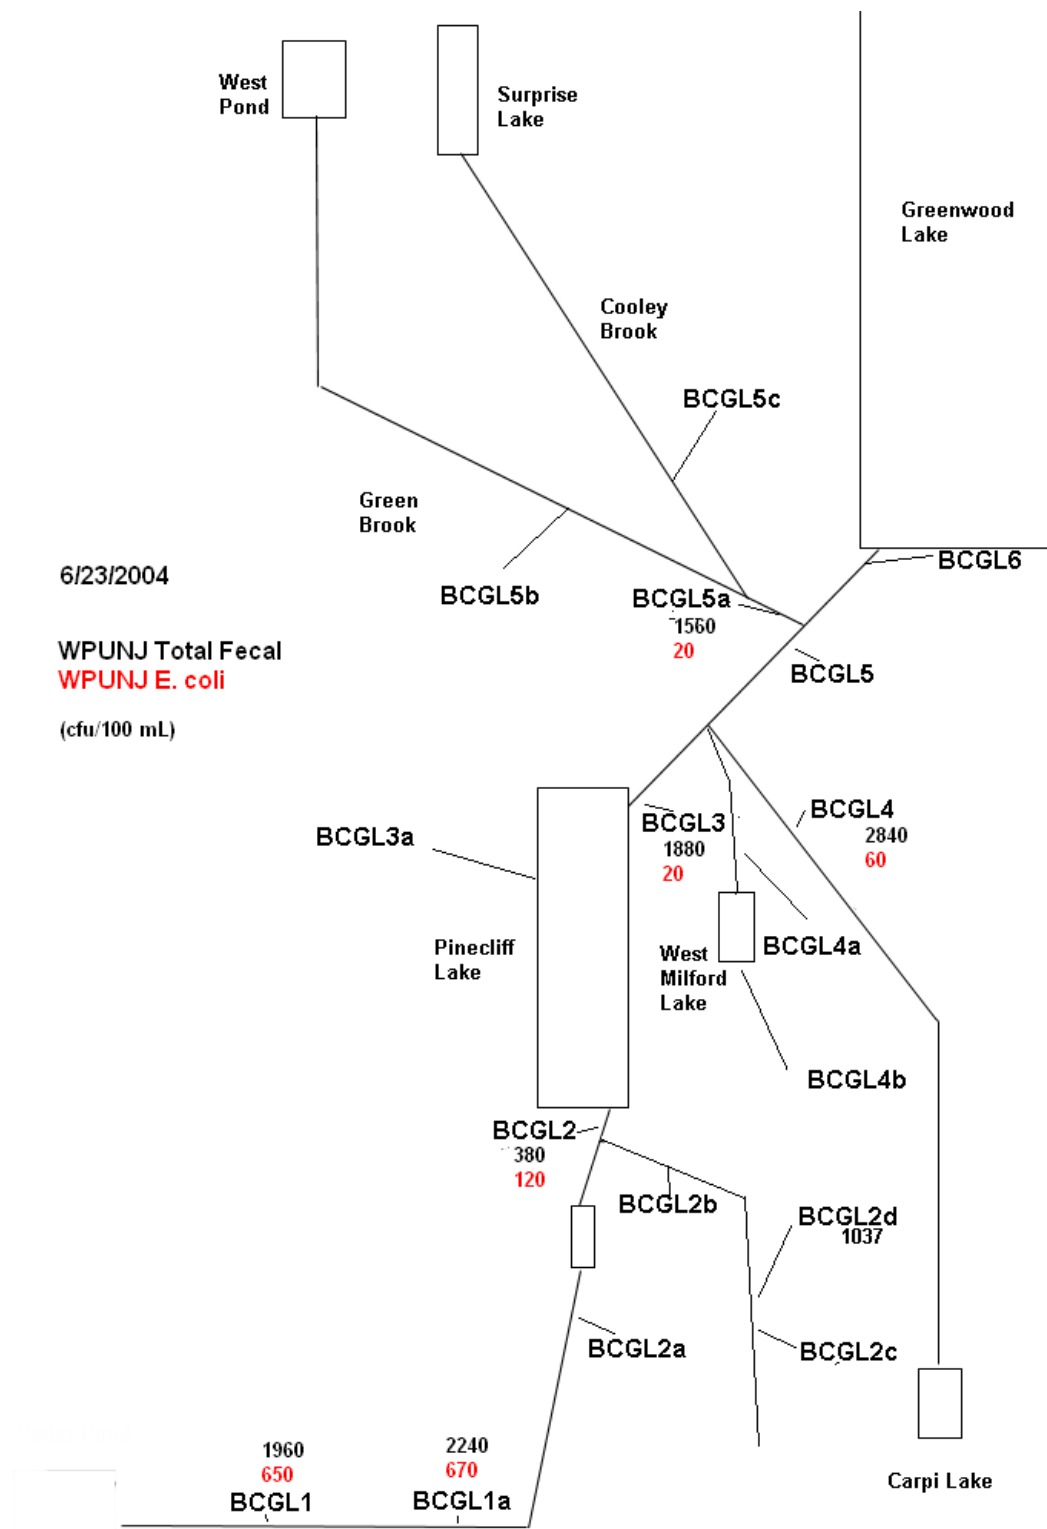 West
Pond
Surprise
Lake
Greenwood
Lake
Cooley
Brook
BCGL5c
Green
Brook
BCGL6
6/23/2004
BCGL5b
BCGL5a
1560
20
WPUNJ Total Fecal
WPUNJ E. coli
BCGL5
(cfu/100 mL)
BCGL3a
BCGL3
1880
20
BCGL4
2840
60
Pinecliff
Lake
West
Milford
Lake
BCGL4a
BCGL4b
BCGL2
380
120
BCGL2b
BCGL2d
1037
BCGL2a
BCGL2c
1960
650
BCGL1
2240
670
BCGL1a
Carpi Lake